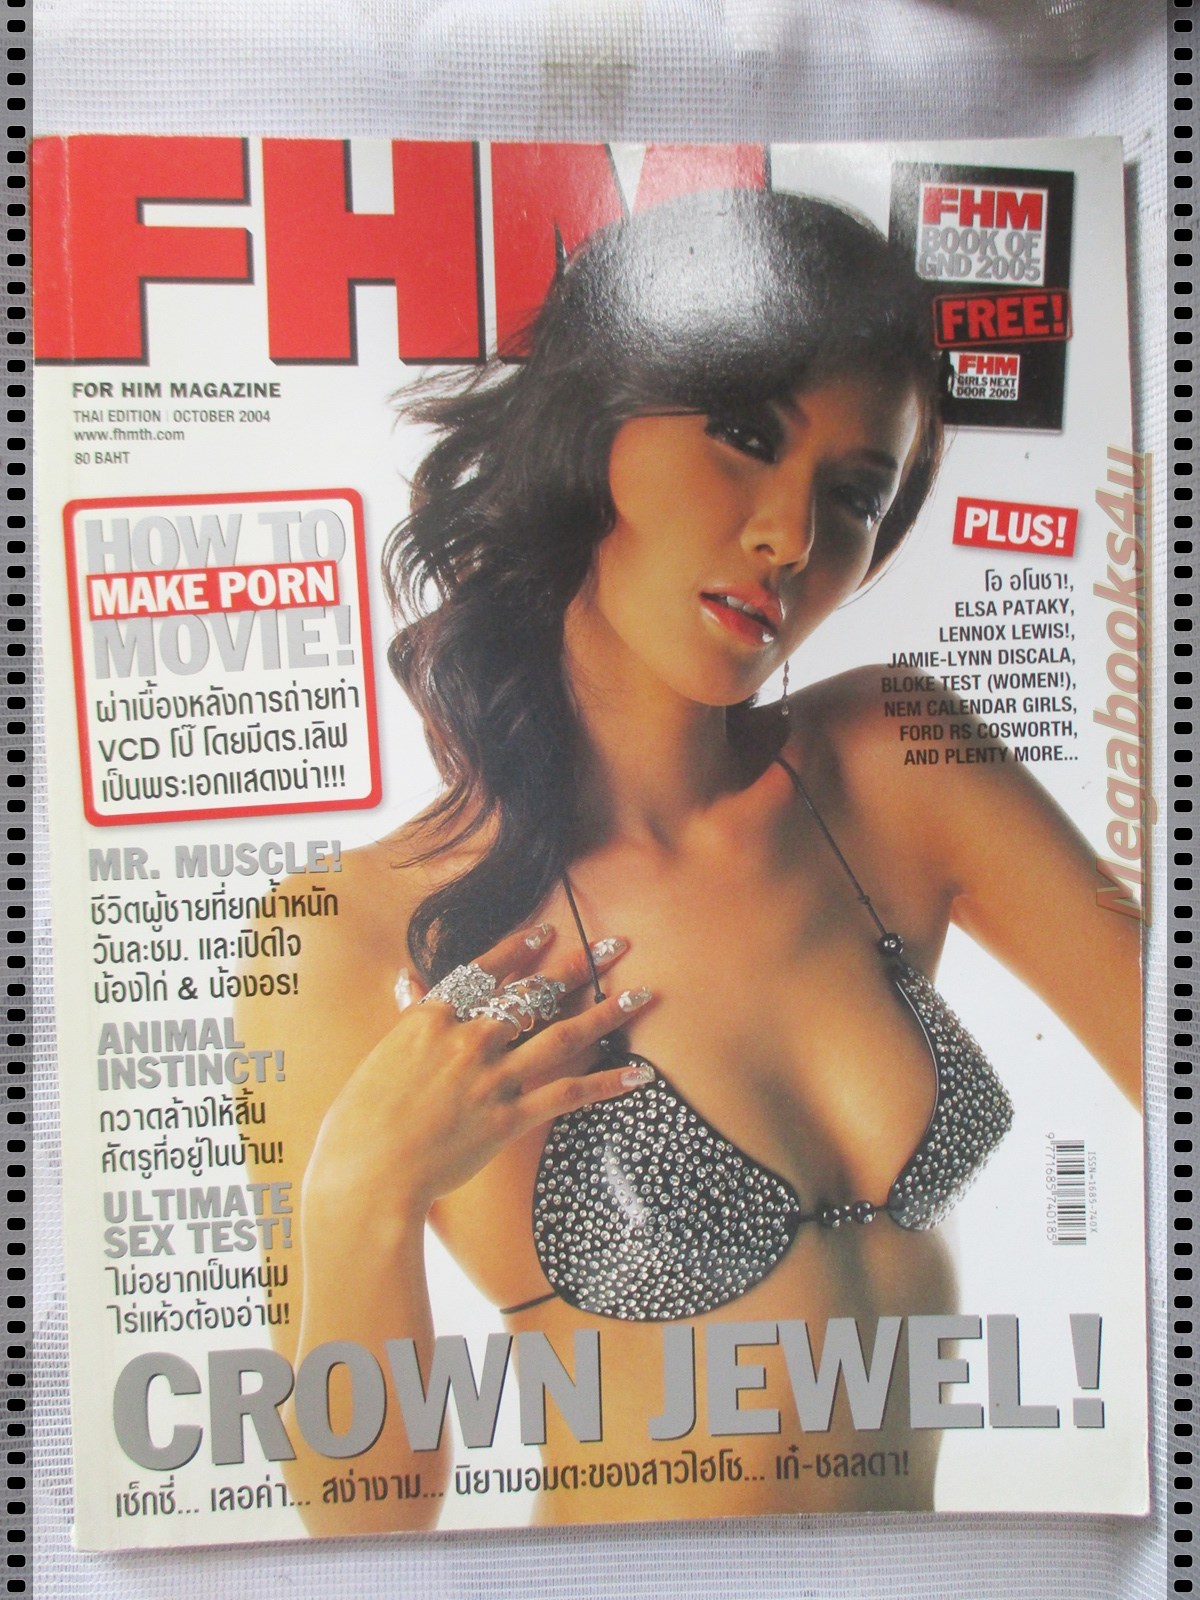 FHM
FOR HIM MAGAZINE
THAI EDITION | OCTOBER 2004
www.fhmth.com
80 BAHT
FHM
BOOK OF
GND 2005
FREE!
FHM
GIRLS NEXT
DOOR 2005
HOW TO
MAKE PORN
MOVIE!
ผ่าเบื้องหลังการถ่ายทำ
VCD โป๊ โดยมีดร.เลิฟ
เป็นพระเอกแสดงนำ!!!
MR. MUSCLE!
ชีวิตผู้ชายที่ยกน้ำหนัก
วันละชม. และเปิดใจ
น้องไก่ & น้องอร!
ANIMAL
INSTINCT!
กวาดล้างให้สิ้น
ศัตรูที่อยู่ในบ้าน!
ULTIMATE
SEX TEST!
ไม่อยากเป็นหนุ่ม
ไร่แห้วต้องอ่าน!
PLUS!
โอ อโนชา!,
ELSA PATAKY,
LENNOX LEWIS!,
JAMIE-LYNN DISCALA,
BLOKE TEST (WOMEN!),
NEM CALENDAR GIRLS,
FORD RS COSWORTH,
AND PLENTY MORE...
Megabooks4u
ISSN-1685-740X
9 771685 740185
CROWN JEWEL!
เซ็กซี่... เลอค่า... สง่างาม... นิยามอมตะของสาวไฮโซ... เก๋-ชลลดา!